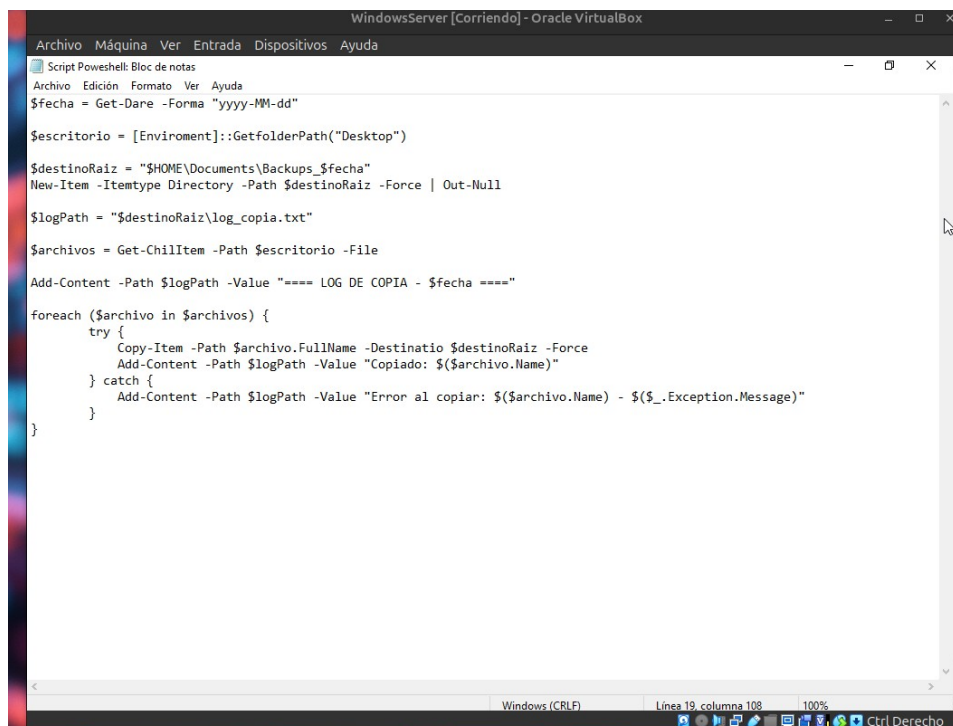 WindowsServer [Corriendo] - Oracle VirtualBox
Archivo Máquina Ver Entrada Dispositivos Ayuda
Script Poweshell: Bloc de notas
Archivo Edición Formato Ver Ayuda
$fecha = Get-Dare -Forma "yyyy-MM-dd"
$escritorio = [Enviroment]::GetfolderPath("Desktop")
$destinoRaiz = "$HOME\Documents\Backups_$fecha"
New-Item -Itemtype Directory -Path $destinoRaiz -Force | Out-Null
$logPath = "$destinoRaiz\log_copia.txt"
$archivos = Get-ChilItem -Path $escritorio -File
Add-Content -Path $logPath -Value "==== LOG DE COPIA - $fecha ===="
foreach ($archivo in $archivos) {
try {
Copy-Item -Path $archivo.FullName -Destinatio $destinoRaiz -Force
Add-Content -Path $logPath -Value "Copiado: $($archivo.Name)"
} catch {
Add-Content -Path $logPath -Value "Error al copiar: $($archivo.Name) - $($_.Exception.Message)"
}
}
Windows (CRLF) Línea 19, columna 108 100%
Ctrl Derecho